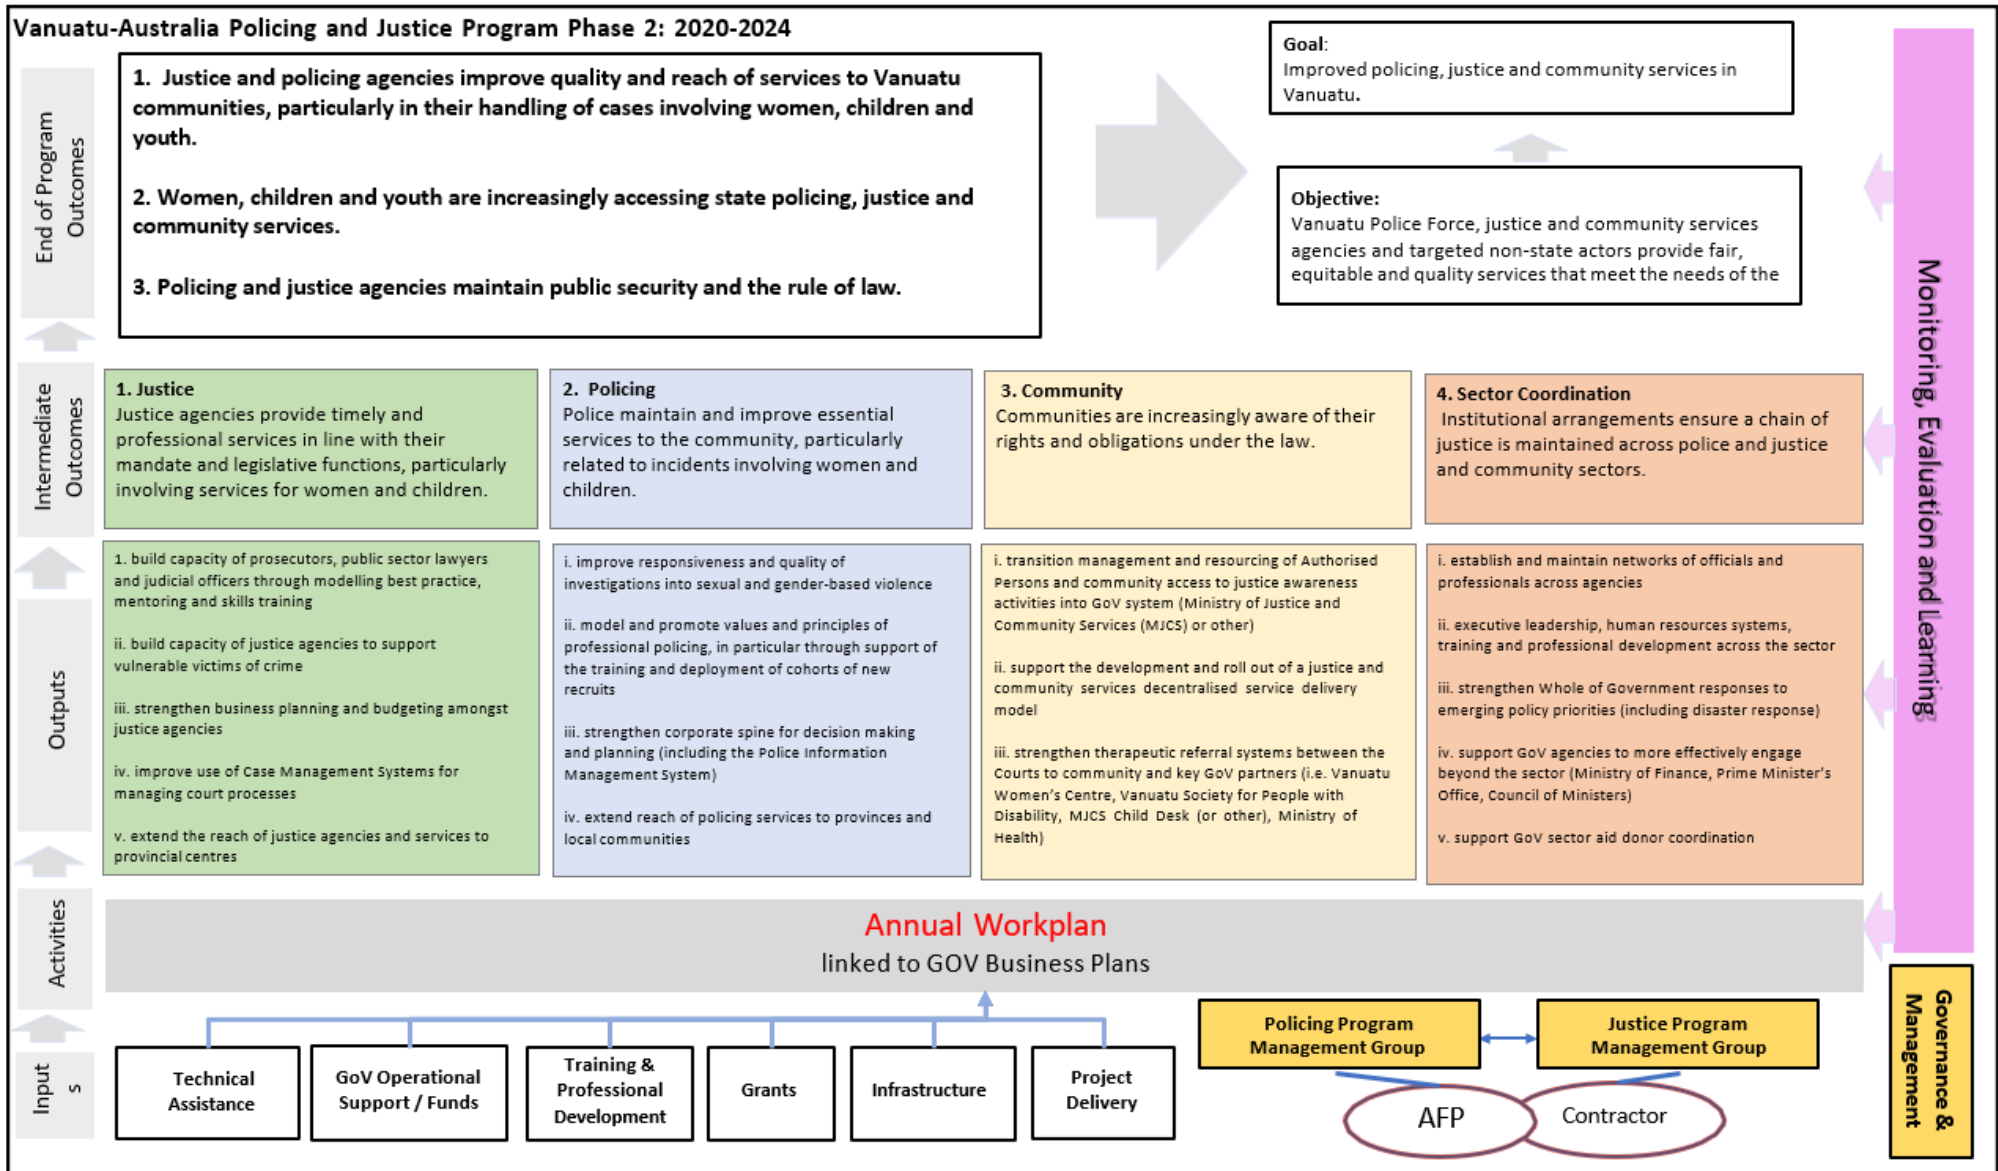 Vanuatu-Australia Policing and Justice Program Phase 2: 2020-2024
End of Program
Outcomes
1. Justice and policing agencies improve quality and reach of services to Vanuatu
communities, particularly in their handling of cases involving women, children and
youth.
2. Women, children and youth are increasingly accessing state policing, justice and
community services.
3. Policing and justice agencies maintain public security and the rule of law.
Goal:
Improved policing, justice and community services in
Vanuatu.
Objective:
Vanuatu Police Force, justice and community services
agencies and targeted non-state actors provide fair,
equitable and quality services that meet the needs of the
Monitoring, Evaluation and Learning
Intermediate
Outcomes
1. Justice
Justice agencies provide timely and
professional services in line with their
mandate and legislative functions, particularly
involving services for women and children.
2. Policing
Police maintain and improve essential
services to the community, particularly
related to incidents involving women and
children.
3. Community
Communities are increasingly aware of their
rights and obligations under the law.
4. Sector Coordination
Institutional arrangements ensure a chain of
justice is maintained across police and justice
and community sectors.
Outputs
1. build capacity of prosecutors, public sector lawyers
and judicial officers through modelling best practice,
mentoring and skills training
ii. build capacity of justice agencies to support
vulnerable victims of crime
iii. strengthen business planning and budgeting amongst
justice agencies
iv. improve use of Case Management Systems for
managing court processes
v. extend the reach of justice agencies and services to
provincial centres
i. improve responsiveness and quality of
investigations into sexual and gender-based violence
ii. model and promote values and principles of
professional policing, in particular through support of
the training and deployment of cohorts of new
recruits
iii. strengthen corporate spine for decision making
and planning (including the Police Information
Management System)
iv. extend reach of policing services to provinces and
local communities
i. transition management and resourcing of Authorised
Persons and community access to justice awareness
activities into GoV system (Ministry of Justice and
Community Services (MJCS) or other)
ii. support the development and roll out of a justice and
community services decentralised service delivery
model
iii. strengthen therapeutic referral systems between the
Courts to community and key GoV partners (i.e. Vanuatu
Women's Centre, Vanuatu Society for People with
Disability, MJCS Child Desk (or other), Ministry of
Health)
i. establish and maintain networks of officials and
professionals across agencies
ii. executive leadership, human resources systems,
training and professional development across the sector
iii. strengthen Whole of Government responses to
emerging policy priorities (including disaster response)
iv. support GoV agencies to more effectively engage
beyond the sector (Ministry of Finance, Prime Minister's
Office, Council of Ministers)
v. support GoV sector aid donor coordination
Activities
Annual Workplan
linked to GOV Business Plans
Input
s
Technical
Assistance
GoV Operational
Support / Funds
Training &
Professional
Development
Grants
Infrastructure
Project
Delivery
Policing Program
Management Group
Justice Program
Management Group
AFP
Contractor
Governance &
Management